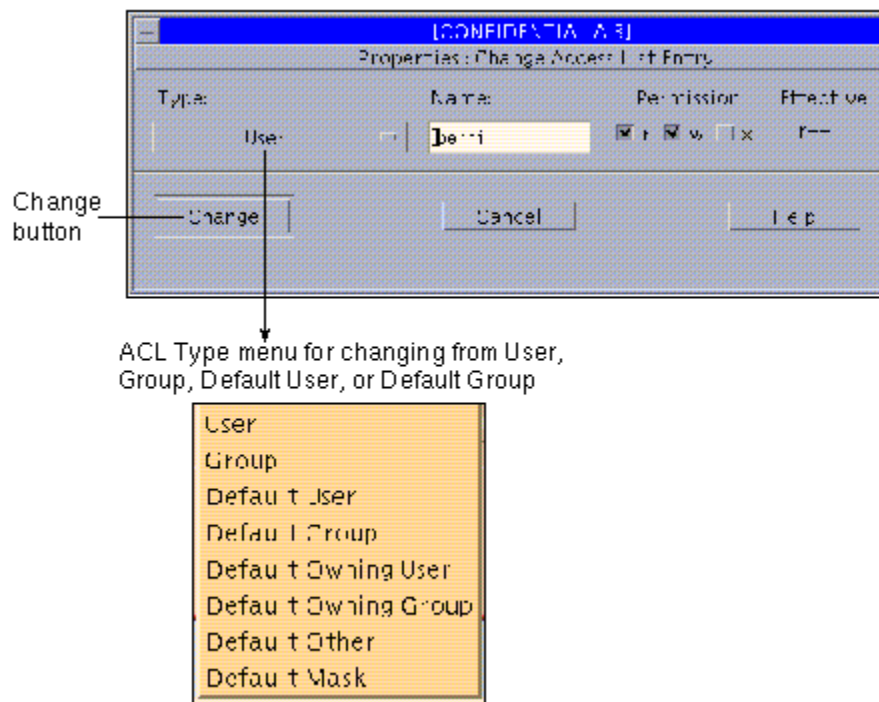 [CONFIDENTIAL A B]
Properties : Change Access List Entry
Type: Name: Permission Effective
User r w x r--
Change button
Change Cancel Help
ACL Type menu for changing from User,
Group, Default User, or Default Group
User
Group
Default User
Default Group
Default Owning User
Default Owning Group
Default Other
Default Mask